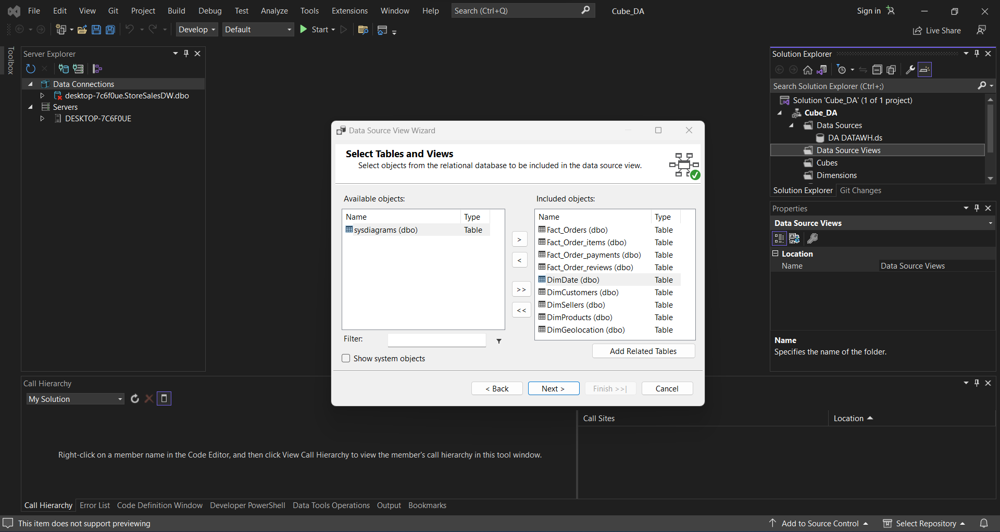 File Edit View Git Project Build Debug Test Analyze Tools Extensions Window Help Search (Ctrl+Q) Cube_DA Sign in
Develop Default Start Live Share
Toolbox
Server Explorer
Data Connections
desktop-7c6f0ue.StoreSalesDW.dbo
Servers
DESKTOP-7C6F0UE
Data Source View Wizard
Select Tables and Views
Select objects from the relational database to be included in the data source view.
Available objects:
Name Type
sysdiagrams (dbo) Table
Filter:
Show system objects
>
<
>>
<<
Included objects:
Name Type
Fact_Orders (dbo) Table
Fact_Order_items (dbo) Table
Fact_Order_payments (dbo) Table
Fact_Order_reviews (dbo) Table
DimDate (dbo) Table
DimCustomers (dbo) Table
DimSellers (dbo) Table
DimProducts (dbo) Table
DimGeolocation (dbo) Table
Add Related Tables
< Back Next > Finish >>| Cancel
Solution Explorer
Search Solution Explorer (Ctrl+;)
Solution 'Cube_DA' (1 of 1 project)
Cube_DA
Data Sources
DA DATAWH.ds
Data Source Views
Cubes
Dimensions
Solution Explorer Git Changes
Properties
Data Source Views
Location
Name Data Source Views
Name
Specifies the name of the folder.
Call Hierarchy
My Solution
Right-click on a member name in the Code Editor, and then click View Call Hierarchy to view the member's call hierarchy in this tool window.
Call Sites Location
Call Hierarchy Error List Code Definition Window Developer PowerShell Data Tools Operations Output Bookmarks
This item does not support previewing Add to Source Control Select Repository